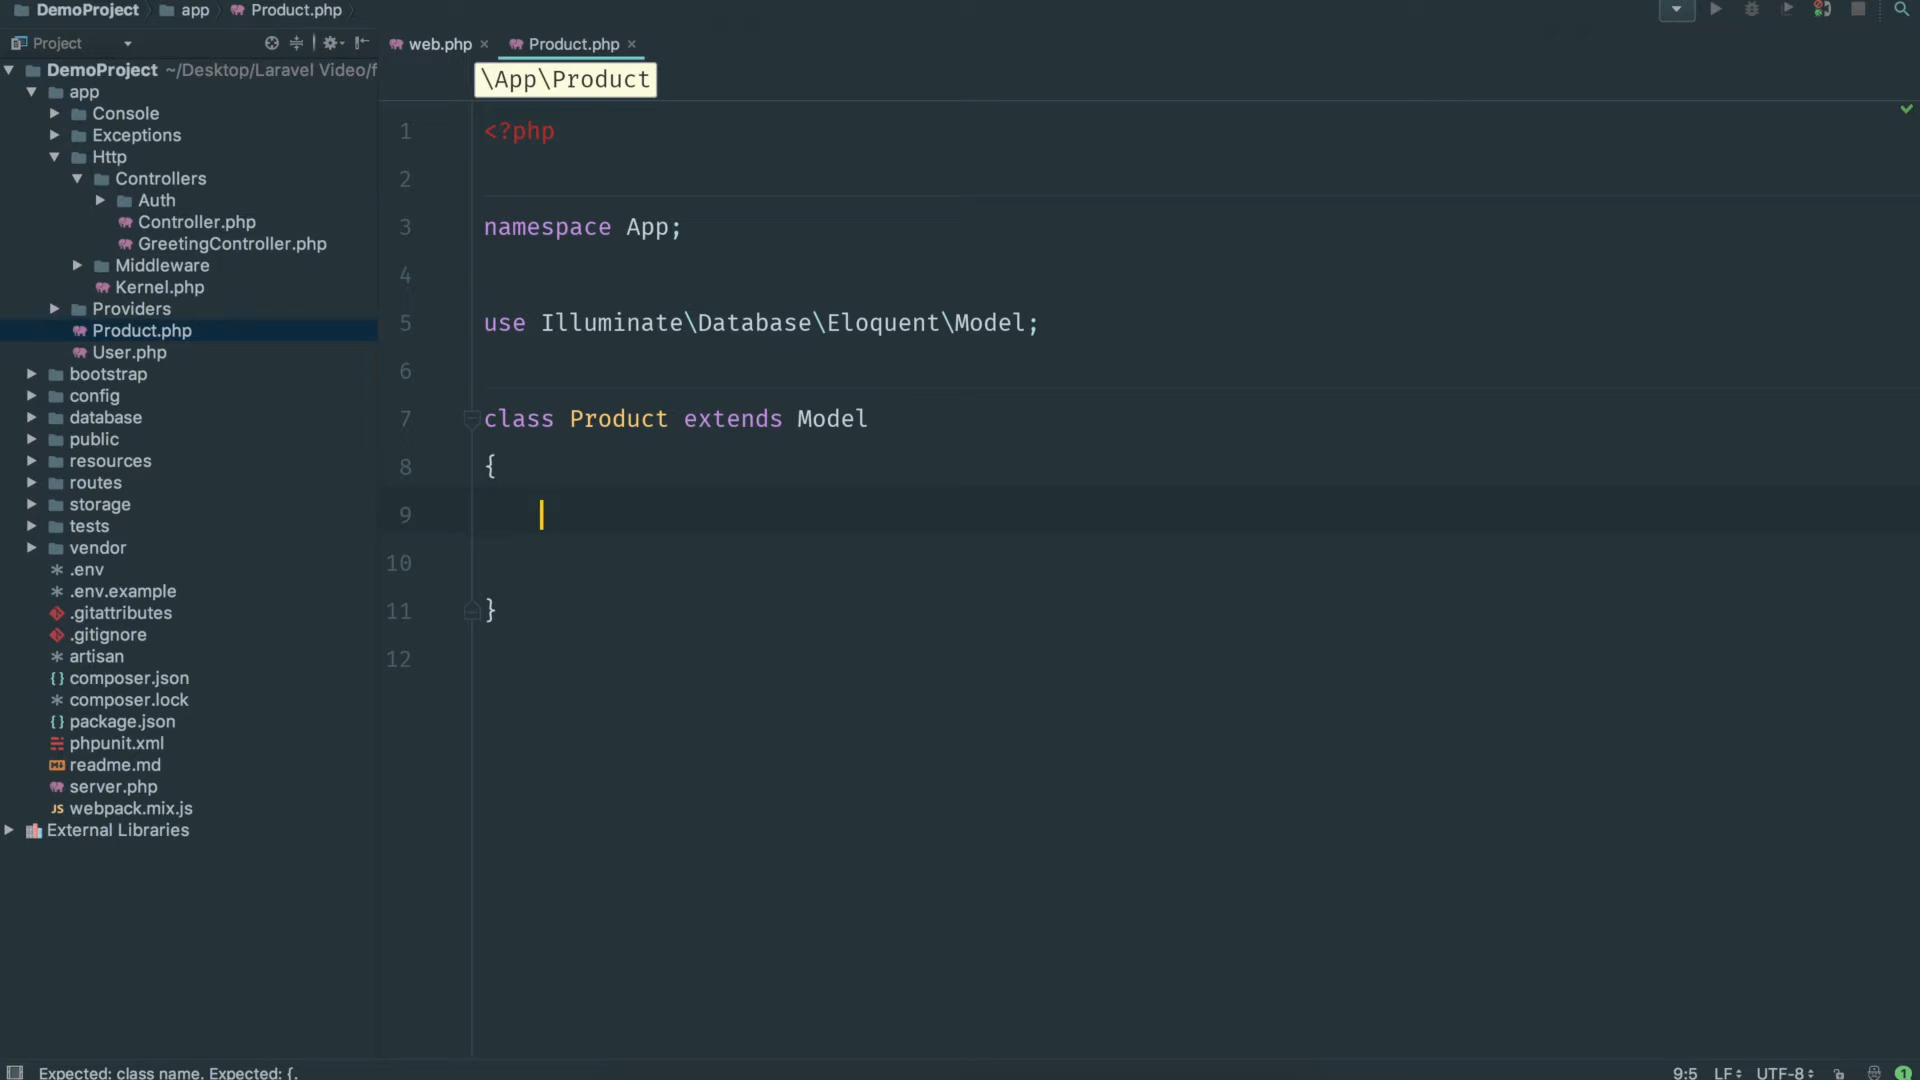 DemoProject app Product.php
Project
web.php × Product.php ×
DemoProject ~/Desktop/Laravel Video/f
\App\Product
app
Console
Exceptions
Http
Controllers
Auth
Controller.php
GreetingController.php
Middleware
Kernel.php
Providers
Product.php
User.php
bootstrap
config
database
public
resources
routes
storage
tests
vendor
.env
.env.example
.gitattributes
.gitignore
artisan
composer.json
composer.lock
package.json
phpunit.xml
readme.md
server.php
JS webpack.mix.js
External Libraries
1 <?php
2
3 namespace App;
4
5 use Illuminate\Database\Eloquent\Model;
6
7 class Product extends Model
8 {
9
10
11 }
12
Expected: class name. Expected: {.
9:5 LF UTF-8 1